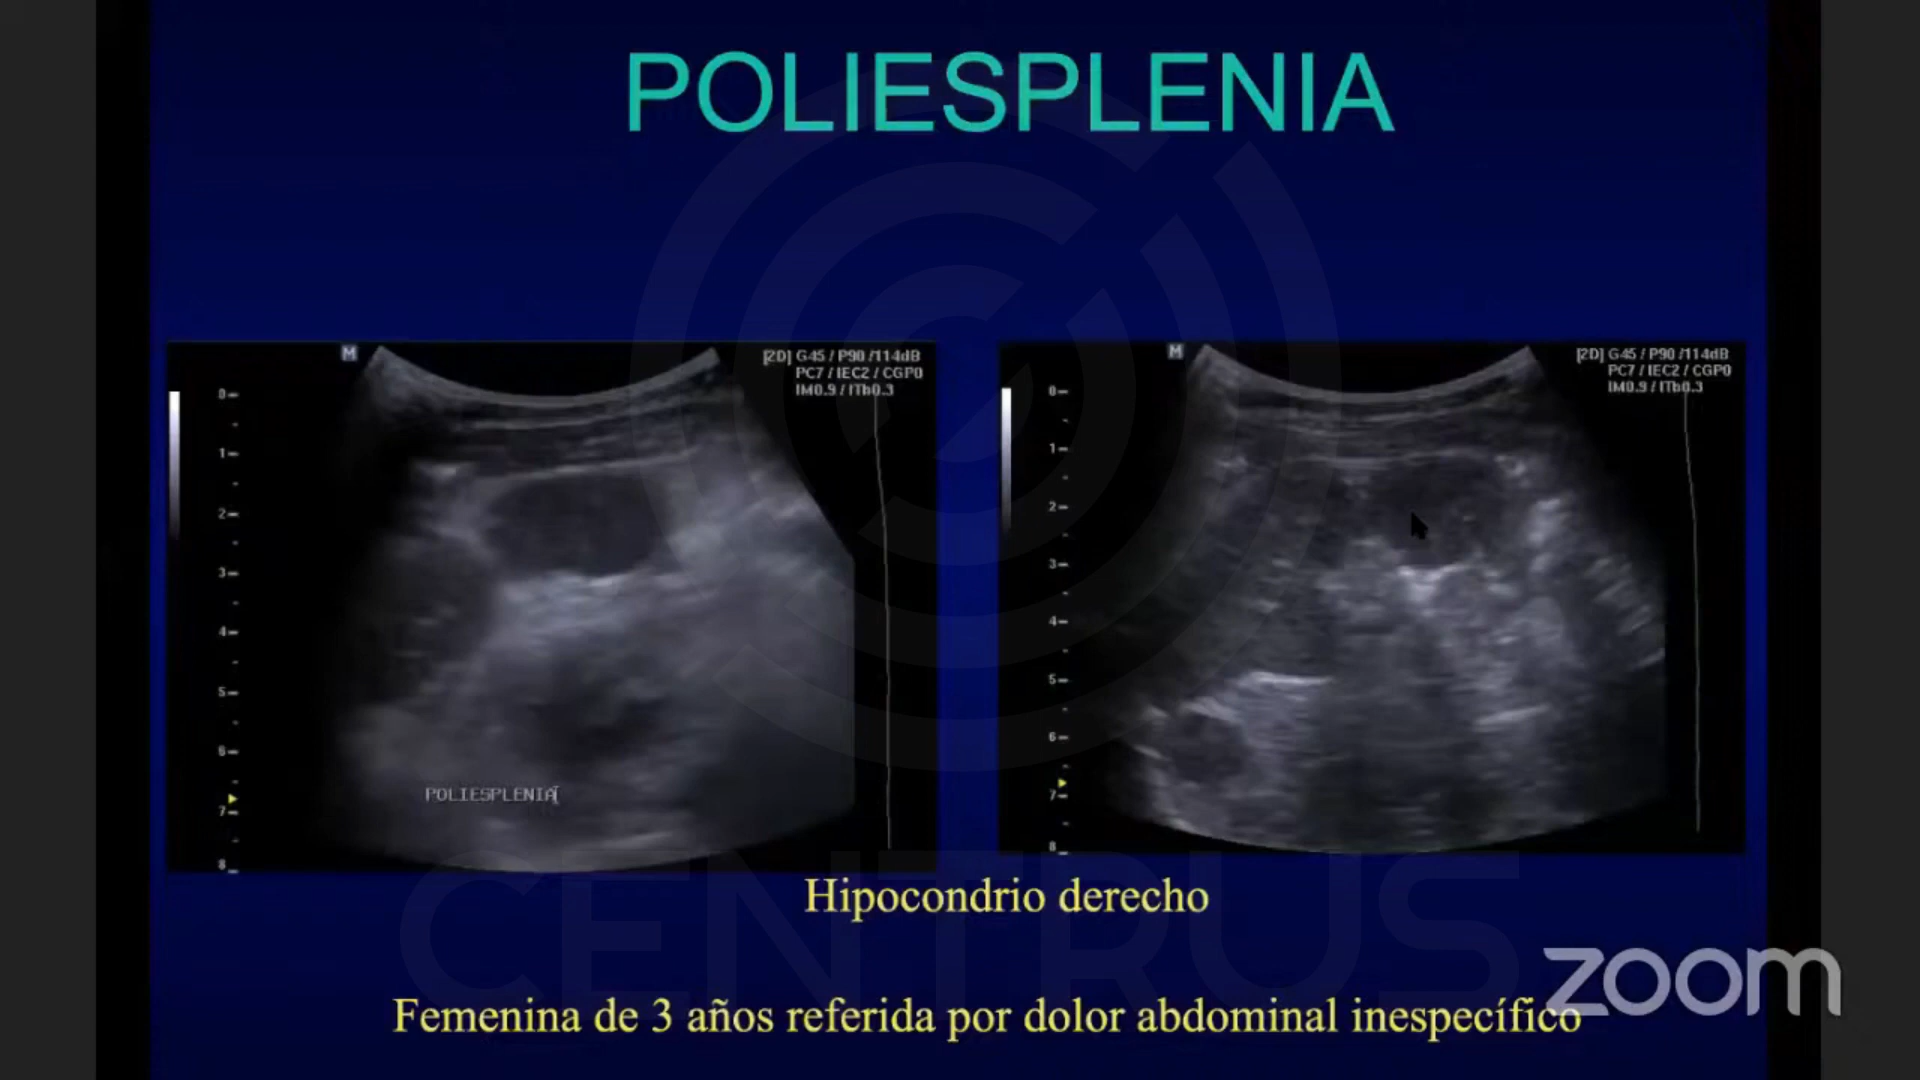 POLIESPLENIA
M
[2D] G45 / P90 /114dB
PC7 / IEC2 / CGP0
IM0.9 / ITb0.3
0
1
2
3
4
5
6
7
8
POLIESPLENIA
M
[2D] G45 / P90 /114dB
PC7 / IEC2 / CGP0
IM0.9 / ITb0.3
0
1
2
3
4
5
6
7
8
Hipocondrio derecho
CENTRUS
zoom
Femenina de 3 años referida por dolor abdominal inespecífico